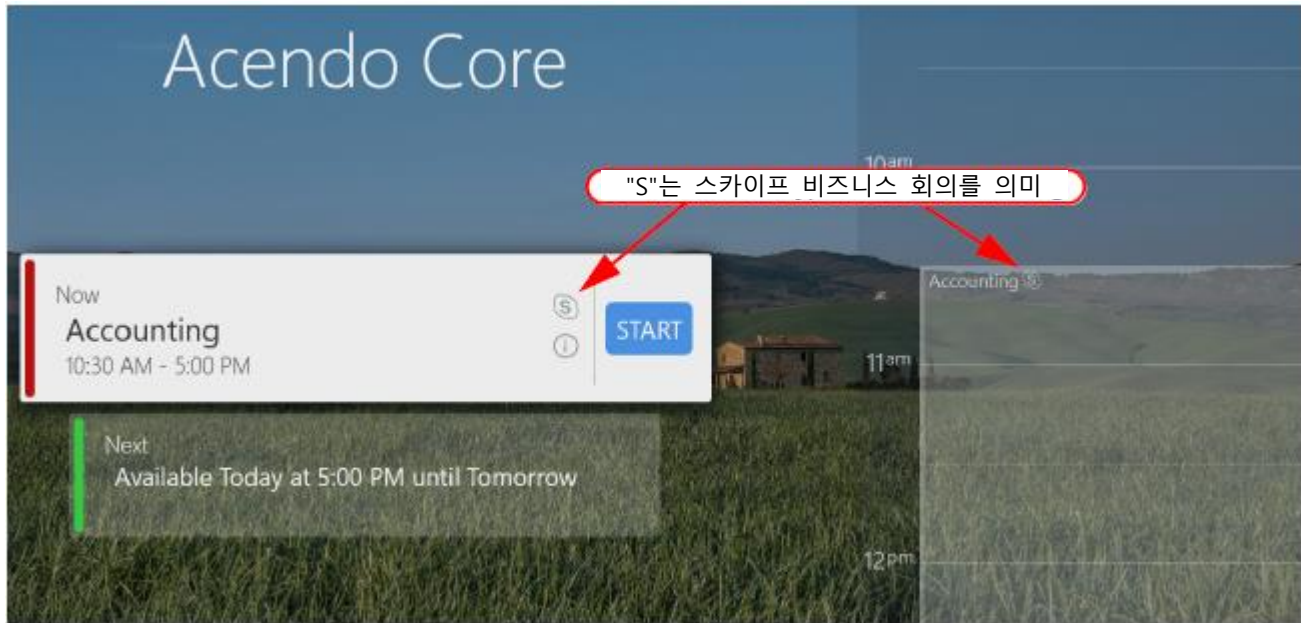 Acendo Core
10am
"S"는 스카이프 비즈니스 회의를 의미
Now
Accounting
10:30 AM - 5:00 PM
S
i
START
Accounting S
11am
Next
Available Today at 5:00 PM until Tomorrow
12pm